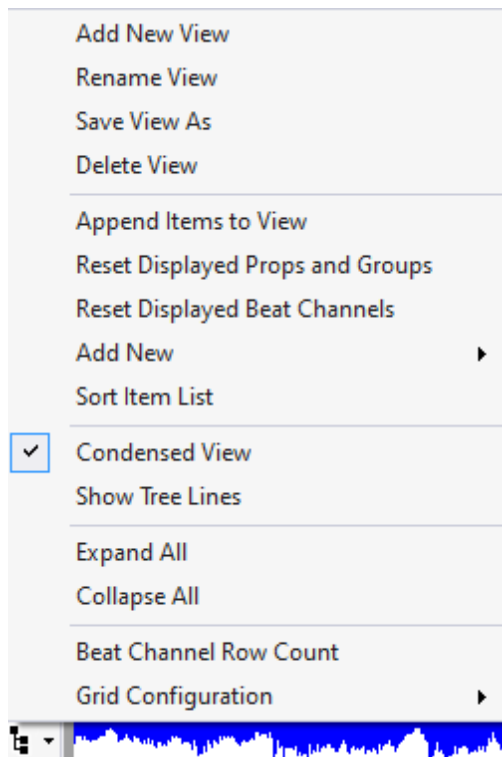 Add New View
Rename View
Save View As
Delete View
Append Items to View
Reset Displayed Props and Groups
Reset Displayed Beat Channels
Add New
Sort Item List
Condensed View
Show Tree Lines
Expand All
Collapse All
Beat Channel Row Count
Grid Configuration